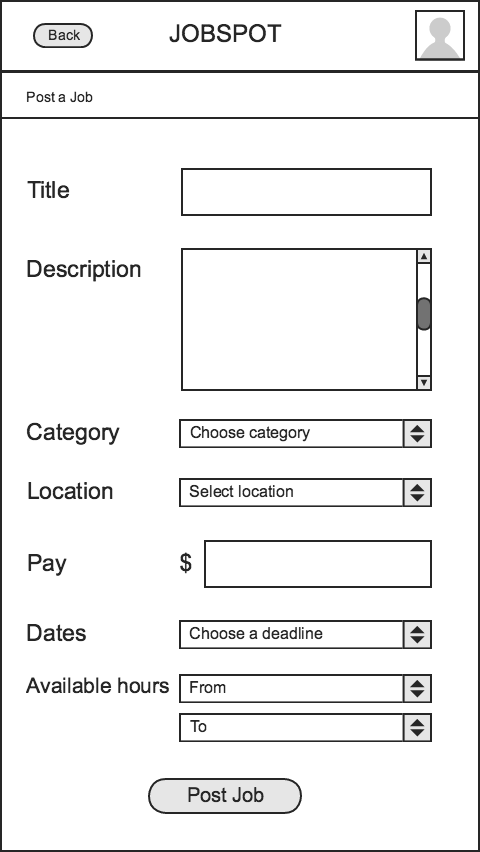 Back
JOBSPOT
Post a Job
Title
Description
Category
Choose category
Location
Select location
Pay
$
Dates
Choose a deadline
Available hours
From
To
Post Job